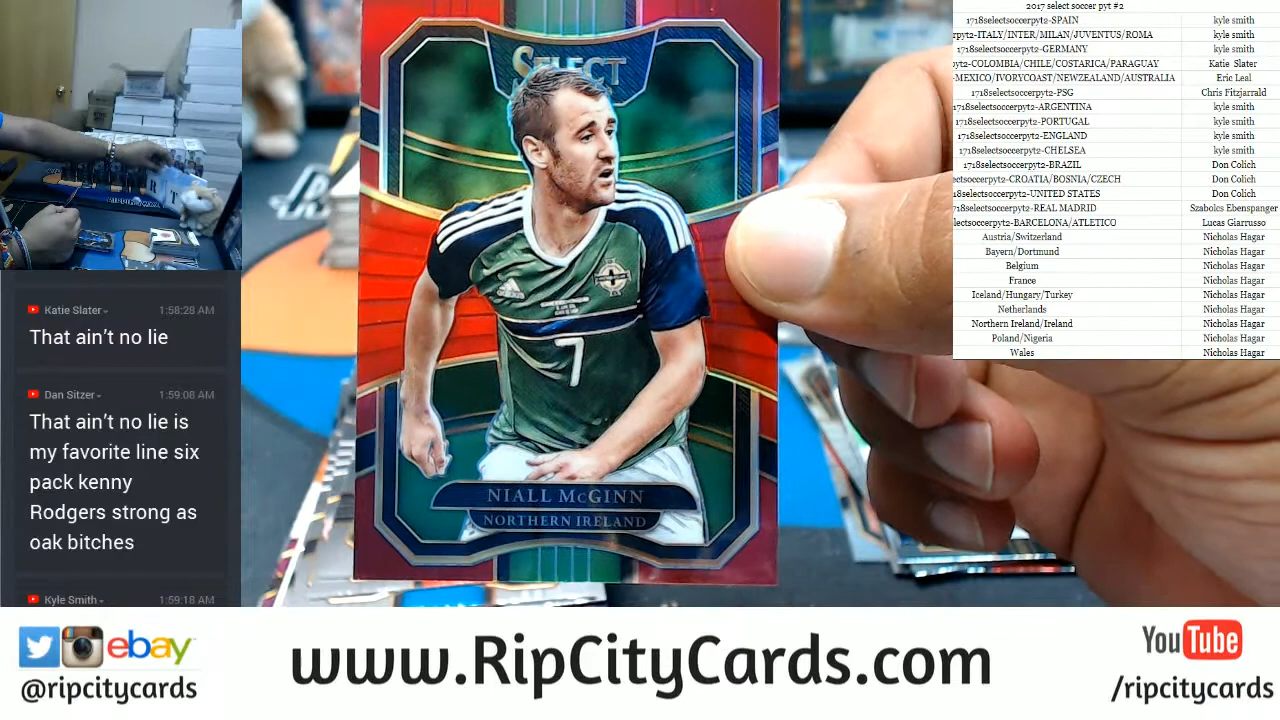 SELECT
adidas
7
NIALL McGINN
NORTHERN IRELAND
Katie Slater
1:58:28 AM
That ain't no lie
Dan Sitzer
1:59:08 AM
That ain't no lie is
my favorite line six
pack kenny
Rodgers strong as
oak bitches
Kyle Smith
1:59:18 AM
2017 select soccer pyt #2
1718selectsoccerpyt2-SPAIN kyle smith
pyt2-ITALY/INTER/MILAN/JUVENTUS/ROMA kyle smith
1718selectsoccerpyt2-GERMANY kyle smith
pyt2-COLOMBIA/CHILE/COSTARICA/PARAGUAY Katie Slater
-MEXICO/IVORYCOAST/NEWZEALAND/AUSTRALIA Eric Leal
1718selectsoccerpyt2-PSG Chris Fitzjarrald
1718selectsoccerpyt2-ARGENTINA kyle smith
1718selectsoccerpyt2-PORTUGAL kyle smith
1718selectsoccerpyt2-ENGLAND kyle smith
1718selectsoccerpyt2-CHELSEA kyle smith
1718selectsoccerpyt2-BRAZIL Don Colich
ectsoccerpyt2-CROATIA/BOSNIA/CZECH Don Colich
18selectsoccerpyt2-UNITED STATES Don Colich
718selectsoccerpyt2-REAL MADRID Szabolcs Ebenspanger
lectsoccerpyt2-BARCELONA/ATLETICO Lucas Giarrusso
Austria/Switzerland Nicholas Hagar
Bayern/Dortmund Nicholas Hagar
Belgium Nicholas Hagar
France Nicholas Hagar
Iceland/Hungary/Turkey Nicholas Hagar
Netherlands Nicholas Hagar
Northern Ireland/Ireland Nicholas Hagar
Poland/Nigeria Nicholas Hagar
Wales Nicholas Hagar
ebay
@ripcitycards
www.RipCityCards.com
YouTube
/ripcitycards